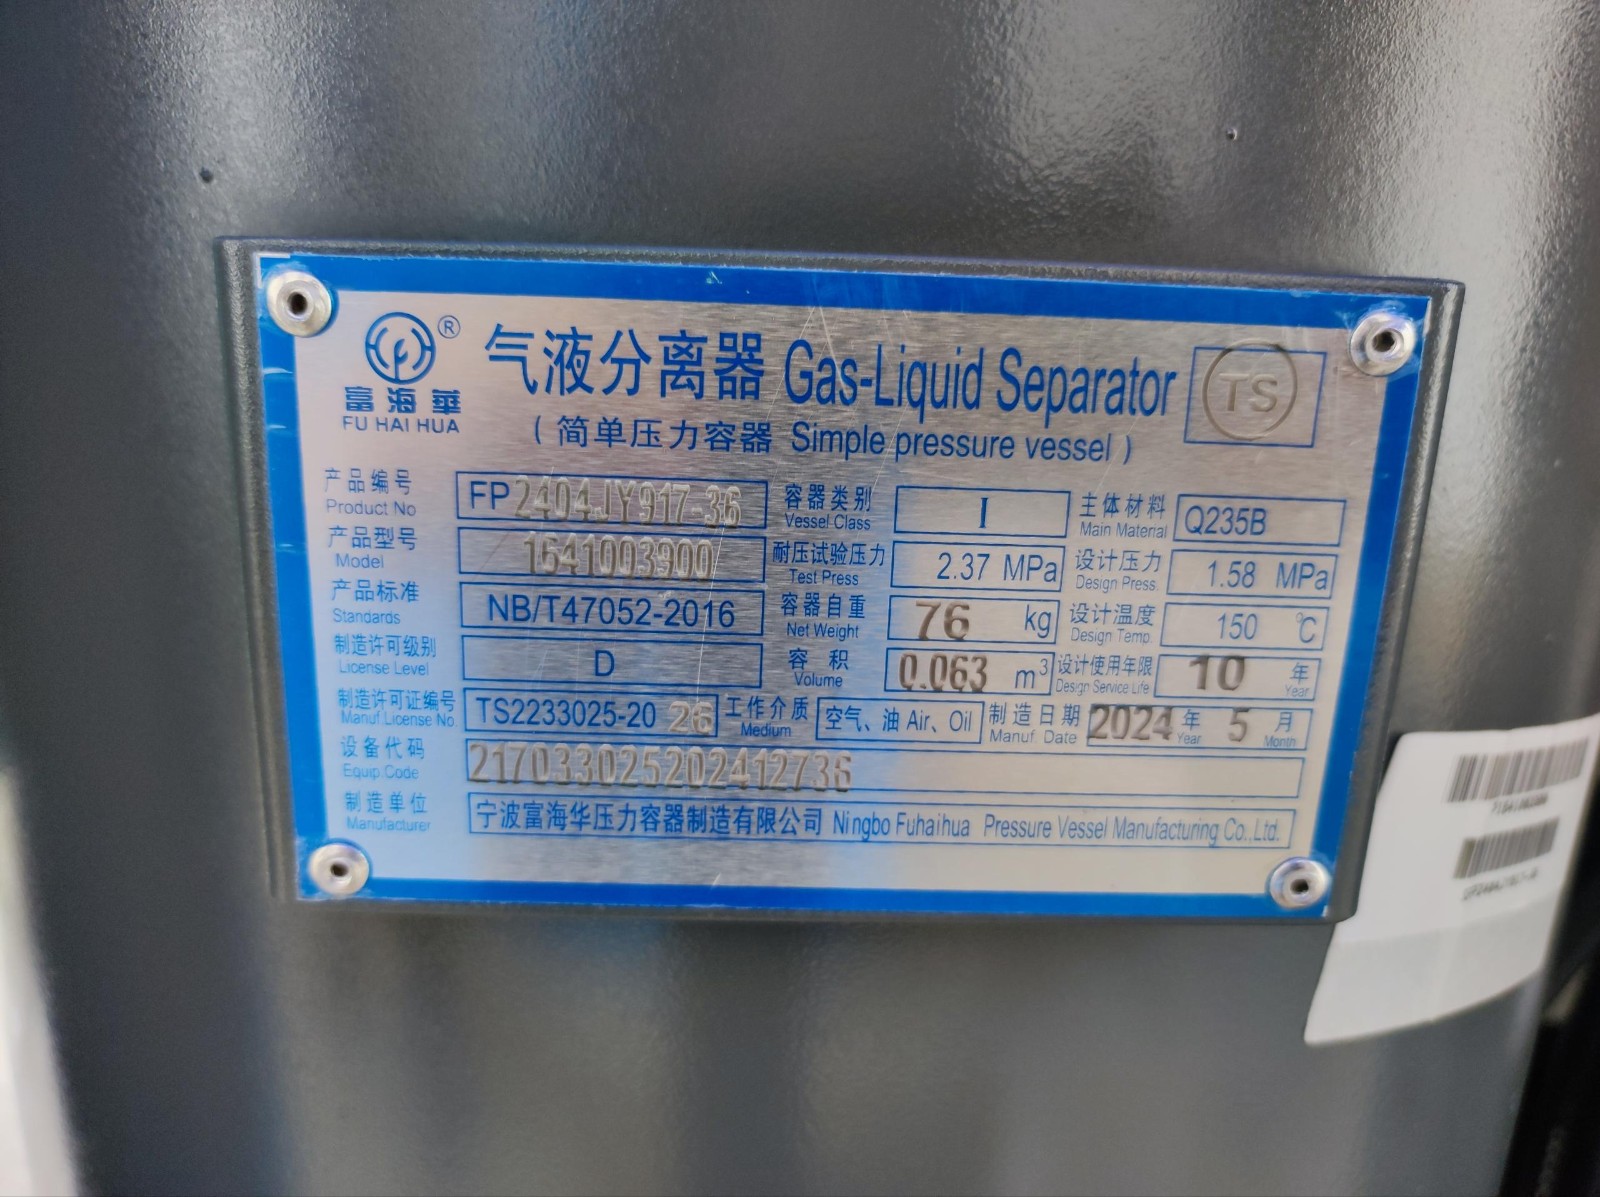 富海華®
FU HAI HUA
气液分离器 Gas-Liquid Separator TS
（简单压力容器 Simple pressure vessel）
产品编号 Product No FP2404JY917-36 容器类别 Vessel Class I 主体材料 Main Material Q235B
产品型号 Model 1641003900 耐压试验压力 Test Press 2.37 MPa 设计压力 Design Press. 1.58 MPa
产品标准 Standards NB/T47052-2016 容器自重 Net Weight 76 kg 设计温度 Design Temp. 150 ℃
制造许可级别 License Level D 容积 Volume 0.063 m³ 设计使用年限 Design Service Life 10 年 Year
制造许可证编号 Manuf.License No. TS2233025-2026 工作介质 Medium 空气、油 Air、Oil 制造日期 Manuf. Date 2024 年 Year 5 月 Month
设备代码 Equip Code 217033025202412736
制造单位 Manufacturer 宁波富海华压力容器制造有限公司 Ningbo Fuhaihua Pressure Vessel Manufacturing Co.,Ltd.